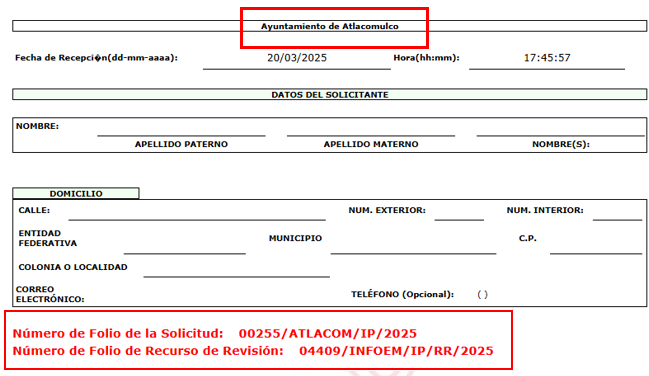 Ayuntamiento de Atlacomulco
Fecha de Recepci�n(dd-mm-aaaa): 20/03/2025 Hora(hh:mm): 17:45:57
DATOS DEL SOLICITANTE
NOMBRE:
APELLIDO PATERNO APELLIDO MATERNO NOMBRE(S):
DOMICILIO
CALLE: NUM. EXTERIOR: NUM. INTERIOR:
ENTIDAD
FEDERATIVA MUNICIPIO C.P.
COLONIA O LOCALIDAD
CORREO
ELECTRÓNICO: TELÉFONO (Opcional): ( )
Número de Folio de la Solicitud: 00255/ATLACOM/IP/2025
Número de Folio de Recurso de Revisión: 04409/INFOEM/IP/RR/2025